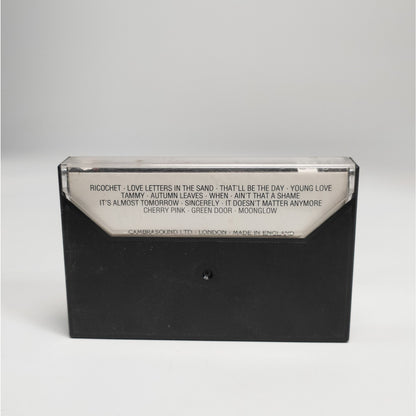 RICOCHET - LOVE LETTERS IN THE SAND - THAT'LL BE THE DAY - YOUNG LOVE
TAMMY - AUTUMN LEAVES - WHEN - AIN'T THAT A SHAME
IT'S ALMOST TOMORROW - SINCERELY - IT DOESN'T MATTER ANYMORE
CHERRY PINK - GREEN DOOR - MOONGLOW
CAMBRASOUND LTD. - LONDON - MADE IN ENGLAND